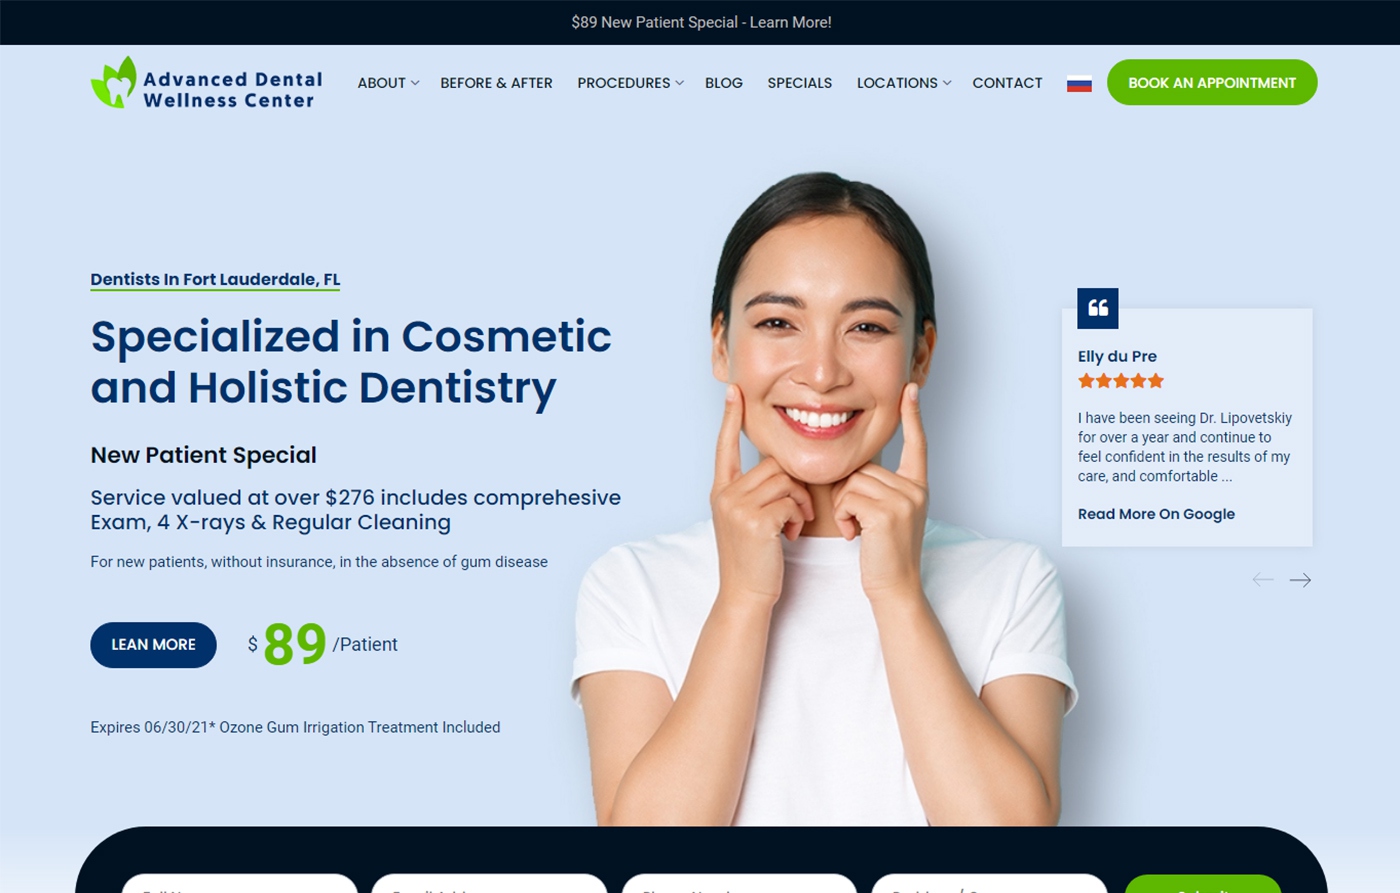 $89 New Patient Special - Learn More!
Advanced Dental
Wellness Center
ABOUT BEFORE & AFTER PROCEDURES BLOG SPECIALS LOCATIONS CONTACT BOOK AN APPOINTMENT
Dentists In Fort Lauderdale, FL
Specialized in Cosmetic
and Holistic Dentistry
New Patient Special
Service valued at over $276 includes comprehesive
Exam, 4 X-rays & Regular Cleaning
For new patients, without insurance, in the absence of gum disease
LEAN MORE $ 89 /Patient
Expires 06/30/21* Ozone Gum Irrigation Treatment Included
Elly du Pre
I have been seeing Dr. Lipovetskiy
for over a year and continue to
feel confident in the results of my
care, and comfortable ...
Read More On Google